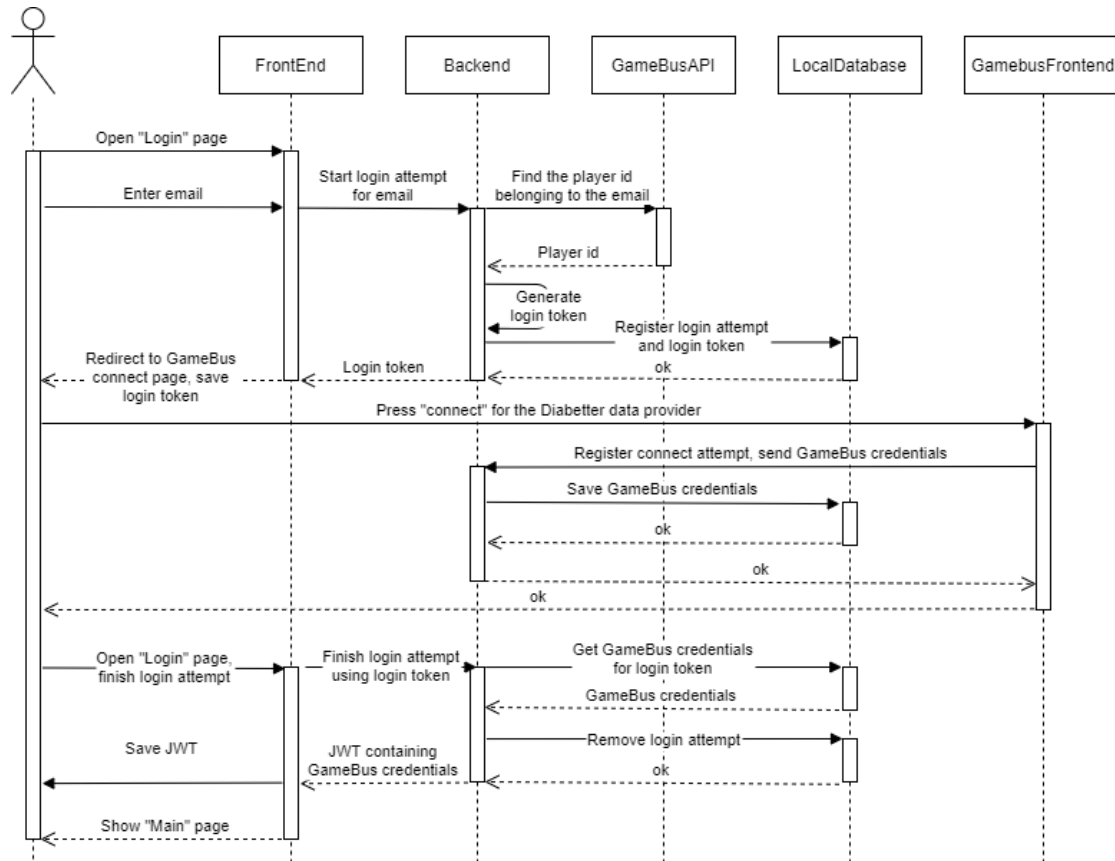 FrontEnd
Backend
GameBusAPI
LocalDatabase
GamebusFrontend
Open "Login" page
Enter email
Start login attempt
for email
Find the player id
belonging to the email
Player id
Generate
login token
Register login attempt
and login token
ok
Login token
Redirect to GameBus
connect page, save
login token
Press "connect" for the Diabetter data provider
Register connect attempt, send GameBus credentials
Save GameBus credentials
ok
ok
ok
Open "Login" page,
finish login attempt
Finish login attempt
using login token
Get GameBus credentials
for login token
GameBus credentials
Remove login attempt
ok
JWT containing
GameBus credentials
Save JWT
Show "Main" page